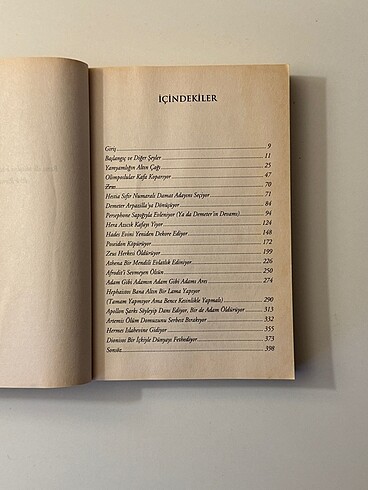 İÇİNDEKİLER
Giriş 9
Başlangıç ve Diğer Şeyler 11
Yamyamlığın Altın Çağı 25
Olimposlular Kafa Koparıyor 47
Zeus 70
Hestia Sıfır Numaralı Damat Adayını Seçiyor 71
Demeter Arpazilla'ya Dönüşüyor 84
Persephone Sapığıyla Evleniyor (Ya da Demeter'in Devamı) 94
Hera Azıcık Kafayı Yiyor 124
Hades Evini Yeniden Dekore Ediyor 148
Poseidon Köpürüyor 172
Zeus Herkesi Öldürüyor 199
Athena Bir Mendili Evlatlık Ediniyor 226
Afrodit'i Sevmeyen Ölsün 250
Adam Gibi Adamın Adam Gibi Adamı Ares 274
Hephaistos Bana Altın Bir Lama Yapıyor
(Tamam Yapmıyor Ama Bence Kesinlikle Yapmalı) 290
Apollon Şarkı Söyleyip Dans Ediyor, Bir de Adam Öldürüyor 313
Artemis Ölüm Domuzunu Serbest Bırakıyor 332
Hermes Islahevine Gidiyor 355
Dionisos Bir İçkiyle Dünyayı Fethediyor 373
Sonsöz 398